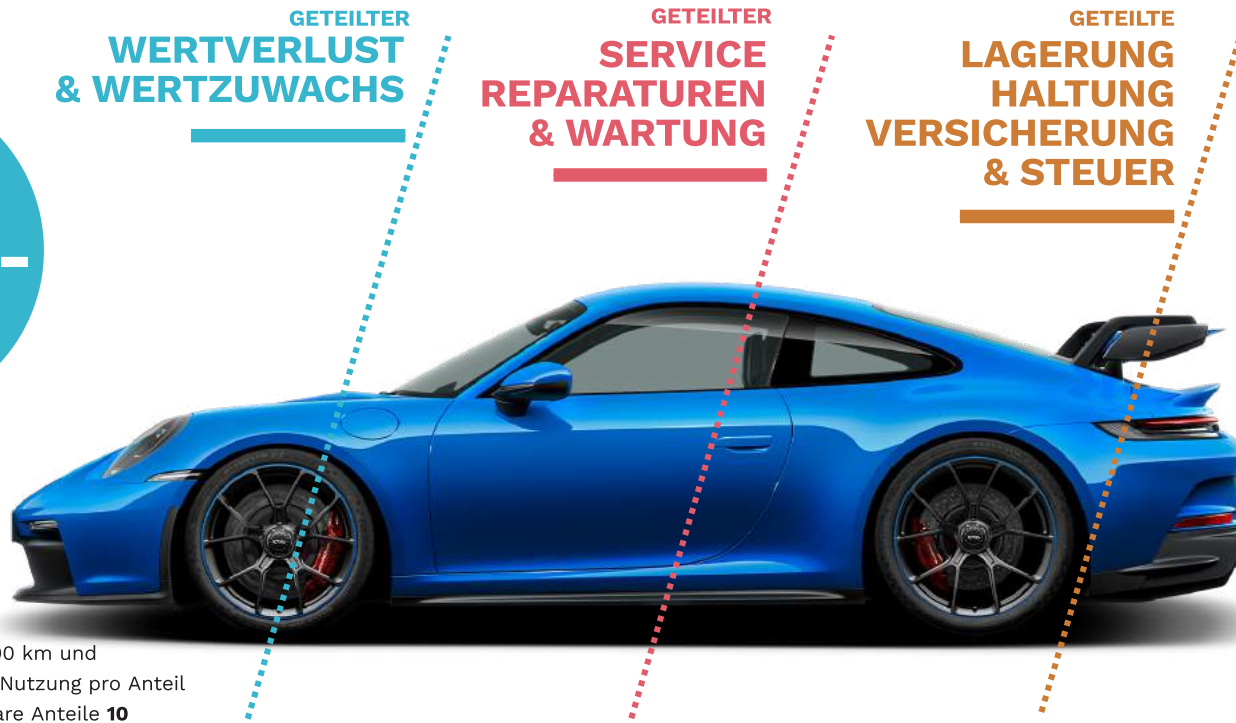 GETEILTER
WERTVERLUST
& WERTZUWACHS
GETEILTER
SERVICE
REPARATUREN
& WARTUNG
GETEILTE
LAGERUNG
HALTUNG
VERSICHERUNG
& STEUER
km und
Nutzung pro Anteil
Anteile 10